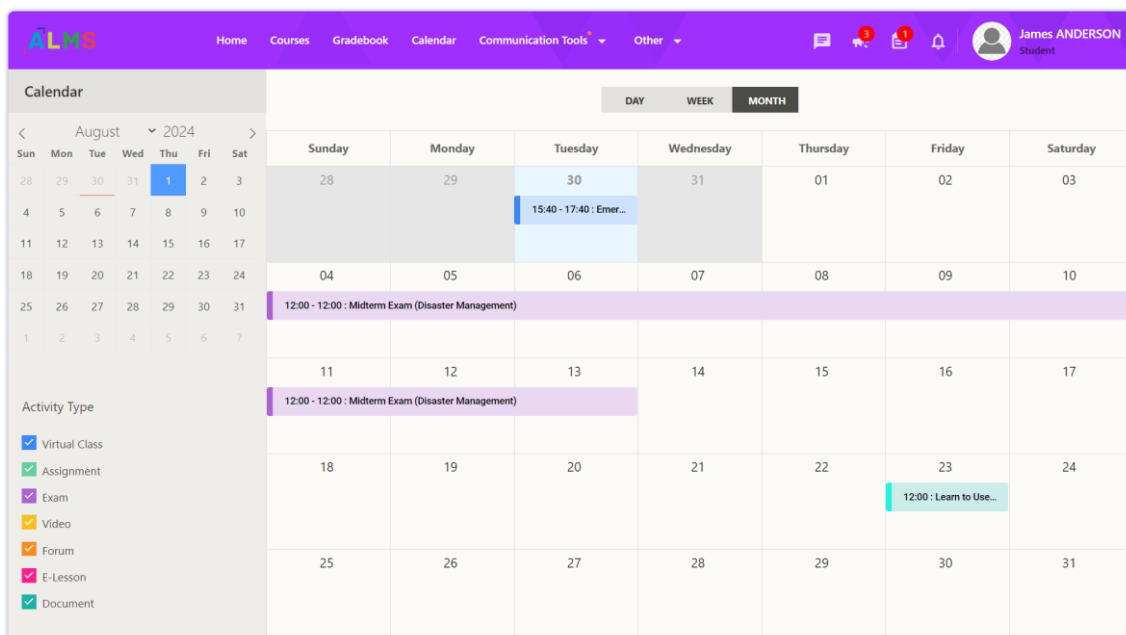 ALMS
Home Courses Gradebook Calendar Communication Tools Other
3 1
James ANDERSON
Student
Calendar
August 2024
Sun Mon Tue Wed Thu Fri Sat
28 29 30 31 1 2 3
4 5 6 7 8 9 10
11 12 13 14 15 16 17
18 19 20 21 22 23 24
25 26 27 28 29 30 31
1 2 3 4 5 6 7
Activity Type
Virtual Class
Assignment
Exam
Video
Forum
E-Lesson
Document
DAY WEEK MONTH
Sunday Monday Tuesday Wednesday Thursday Friday Saturday
28 29 30 31 01 02 03
15:40 - 17:40 : Emer...
04 05 06 07 08 09 10
12:00 - 12:00 : Midterm Exam (Disaster Management)
11 12 13 14 15 16 17
12:00 - 12:00 : Midterm Exam (Disaster Management)
18 19 20 21 22 23 24
12:00 : Learn to Use...
25 26 27 28 29 30 31